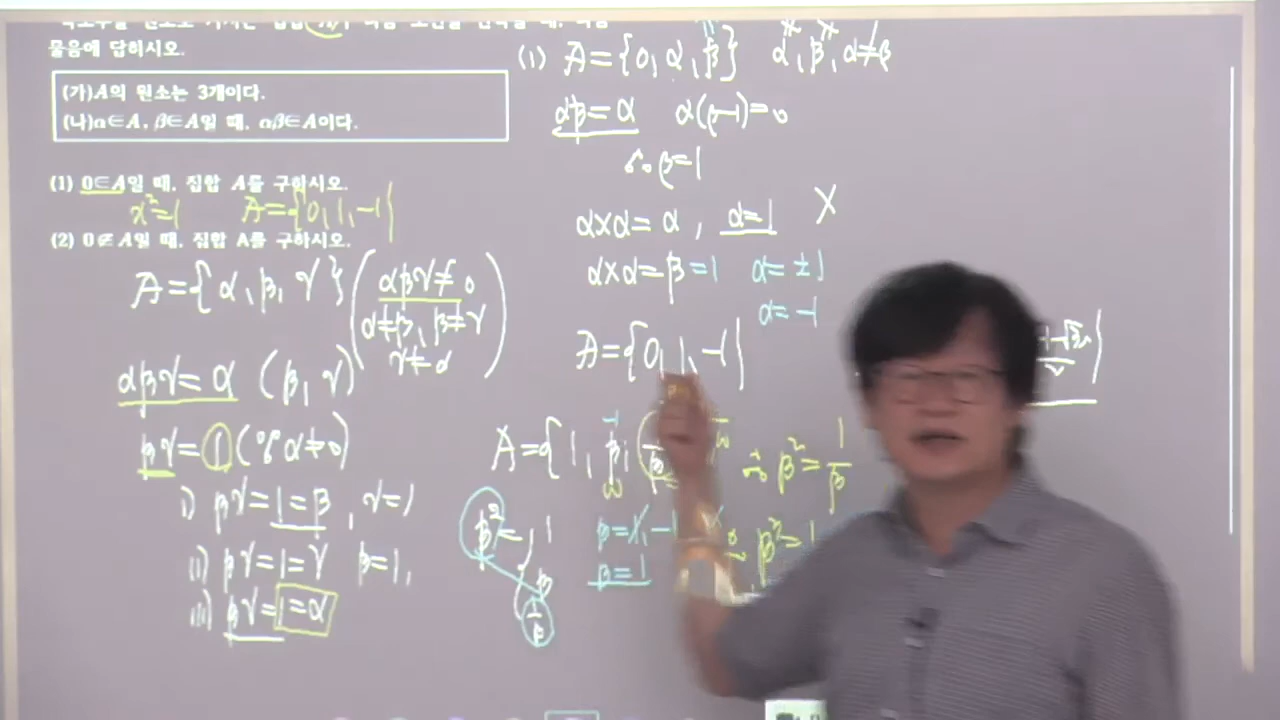 물음에 답하시오.
(가) A의 원소는 3개이다.
(나) α∈A, β∈A일 때, αβ∈A이다.
(1) 0∈A일 때, 집합 A를 구하시오.
x²=1 A={0, 1, -1}
(2) 0∉A일 때, 집합 A를 구하시오.
A={α, β, γ} (αβγ≠0
α≠β, β≠γ
γ≠α)
αβγ=α (β, γ)
βγ=1 (∵ α≠0)
i) βγ=1=β, γ=1
ii) βγ=1=γ β=1,
iii) βγ=1=α
(1) A={0, α, β} α, β, α≠β
αβ=α α(β-1)=0
∴ β=1
α×α=α, α=1 X
α×α=β=1 α=±1
α=-1
A={0, 1, -1}
A={1, β,
ω
∴ β²=1/β
β²= 1
β
1/β
β=1, -1
β=1